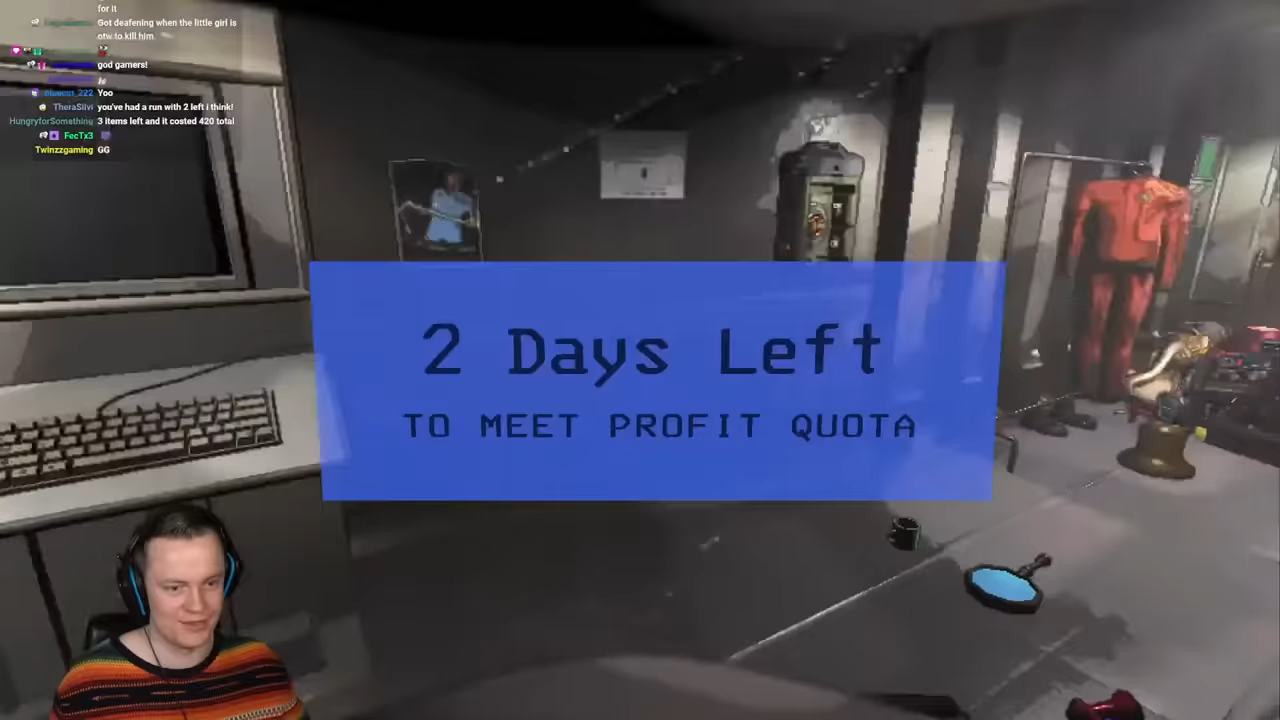 for it
Got deafening when the little girl is
otw to kill him.
god gamers!
bluecat_222 Yoo
TheraSilvi you've had a run with 2 left i think!
HungryforSomething 3 items left and it costed 420 total
FecTx3
Twinzzgaming GG
2 Days Left
TO MEET PROFIT QUOTA